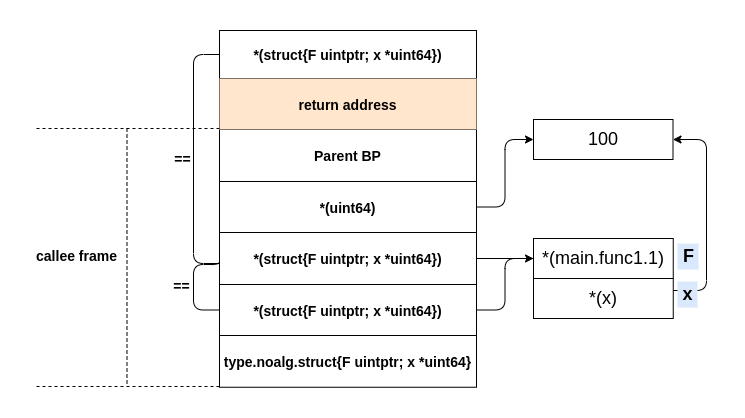 *(struct{F uintptr; x *uint64})
return address
==
Parent BP
100
*(uint64)
callee frame
*(struct{F uintptr; x *uint64})
*(main.func1.1)
F
==
*(struct{F uintptr; x *uint64})
*(x)
x
type.noalg.struct{F uintptr; x *uint64}